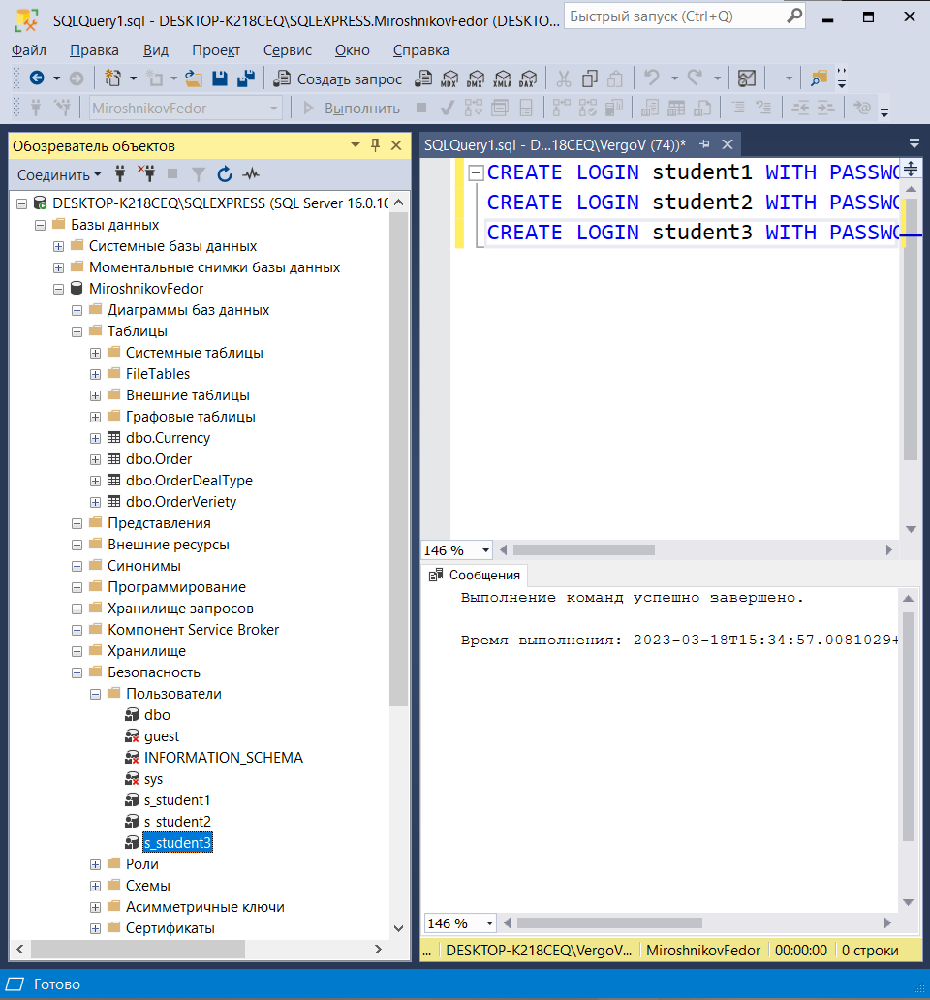 SQLQuery1.sql - DESKTOP-K218CEQ\SQLEXPRESS.MiroshnikovFedor (DESKTO...
Быстрый запуск (Ctrl+Q)
Файл Правка Вид Проект Сервис Окно Справка
Создать запрос MDX DMX XMLA DAX
MiroshnikovFedor Выполнить
Обозреватель объектов
Соединить
DESKTOP-K218CEQ\SQLEXPRESS (SQL Server 16.0.10
Базы данных
Системные базы данных
Моментальные снимки базы данных
MiroshnikovFedor
Диаграммы баз данных
Таблицы
Системные таблицы
FileTables
Внешние таблицы
Графовые таблицы
dbo.Currency
dbo.Order
dbo.OrderDealType
dbo.OrderVeriety
Представления
Внешние ресурсы
Синонимы
Программирование
Хранилище запросов
Компонент Service Broker
Хранилище
Безопасность
Пользователи
dbo
guest
INFORMATION_SCHEMA
sys
s_student1
s_student2
s_student3
Роли
Схемы
Асимметричные ключи
Сертификаты
SQLQuery1.sql - D...18CEQ\VergoV (74))*
CREATE LOGIN student1 WITH PASSWO
CREATE LOGIN student2 WITH PASSWO
CREATE LOGIN student3 WITH PASSWO
146 %
Сообщения
Выполнение команд успешно завершено.
Время выполнения: 2023-03-18T15:34:57.0081029+
146 %
... DESKTOP-K218CEQ\VergoV... MiroshnikovFedor 00:00:00 0 строки
Готово